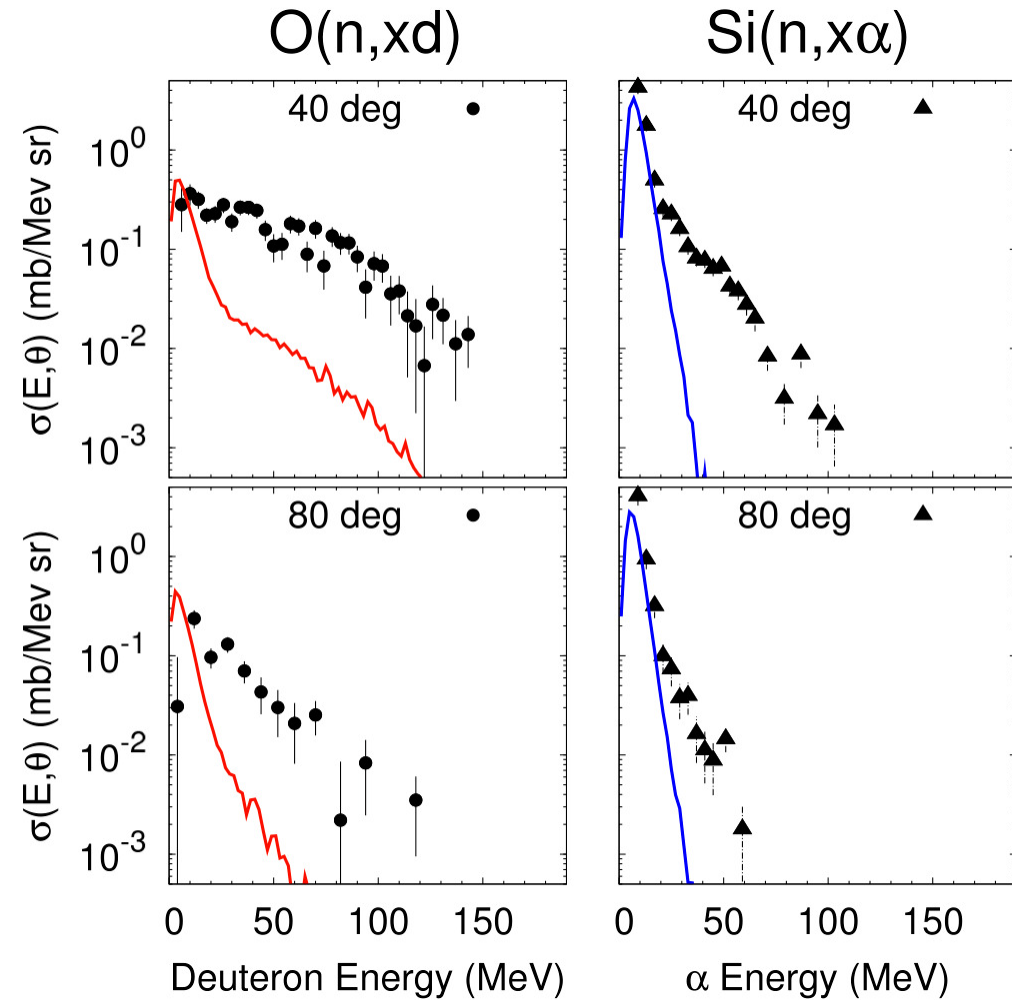 O(n,xd)
Si(n,xα)
40 deg
40 deg
σ(E,θ) (mb/Mev sr)
10^0
10^-1
10^-2
10^-3
80 deg
80 deg
σ(E,θ) (mb/Mev sr)
10^0
10^-1
10^-2
10^-3
0 50 100 150
0 50 100 150
Deuteron Energy (MeV)
α Energy (MeV)